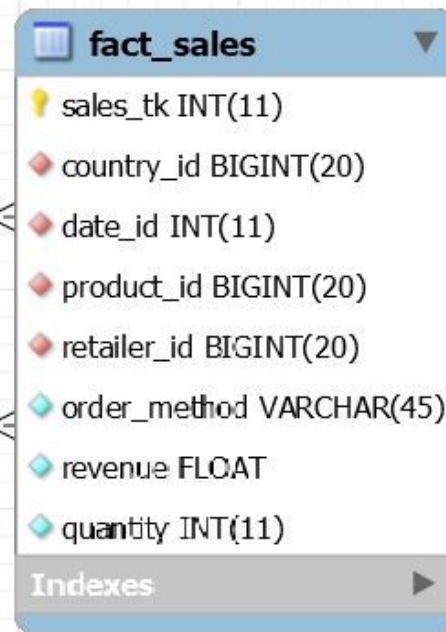 fact_sales
sales_tk INT(11)
country_id BIGINT(20)
date_id INT(11)
product_id BIGINT(20)
retailer_id BIGINT(20)
order_method VARCHAR(45)
revenue FLOAT
quantity INT(11)
Indexes